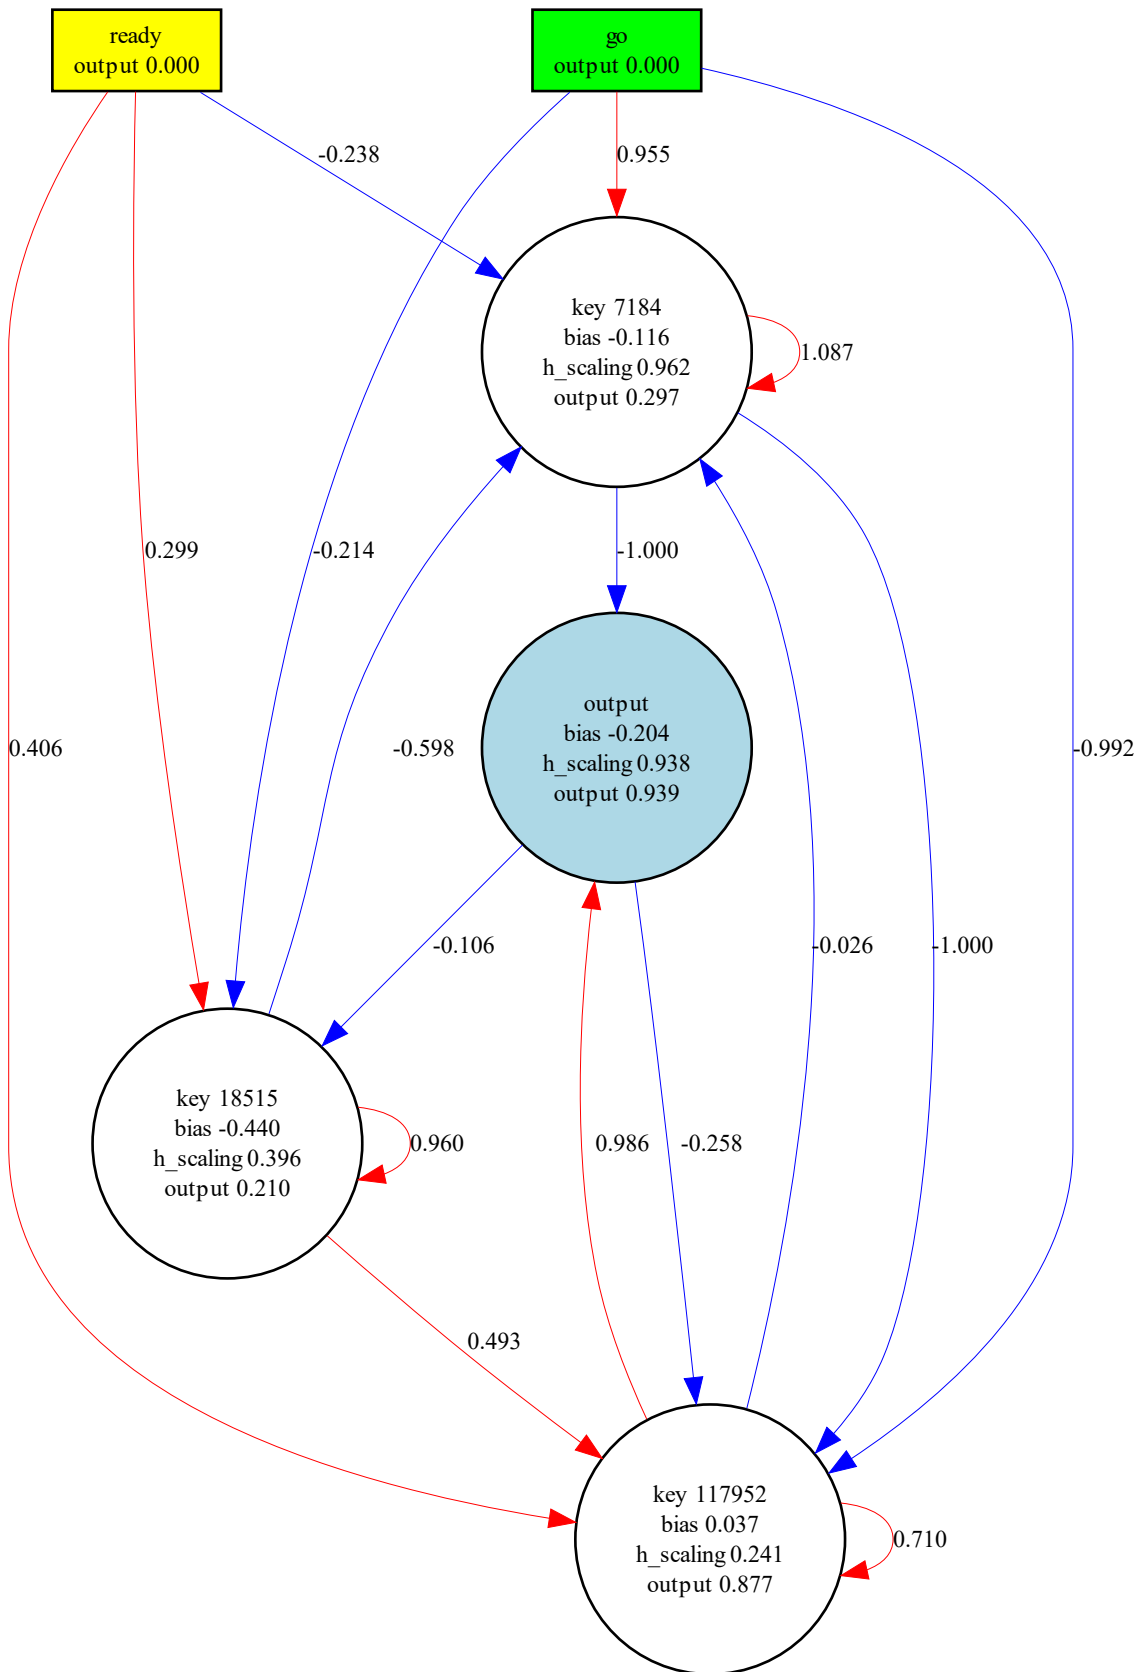 ready
output 0.000
go
output 0.000
-0.238
0.955
key 7184
bias -0.116
h_scaling 0.962
output 0.297
1.087
0.299
-0.214
-1.000
output
bias -0.204
h_scaling 0.938
output 0.939
0.406
-0.598
-0.992
-0.106
-0.026
-1.000
key 18515
bias -0.440
h_scaling 0.396
output 0.210
0.960
0.986
-0.258
0.493
key 117952
bias 0.037
h_scaling 0.241
output 0.877
0.710